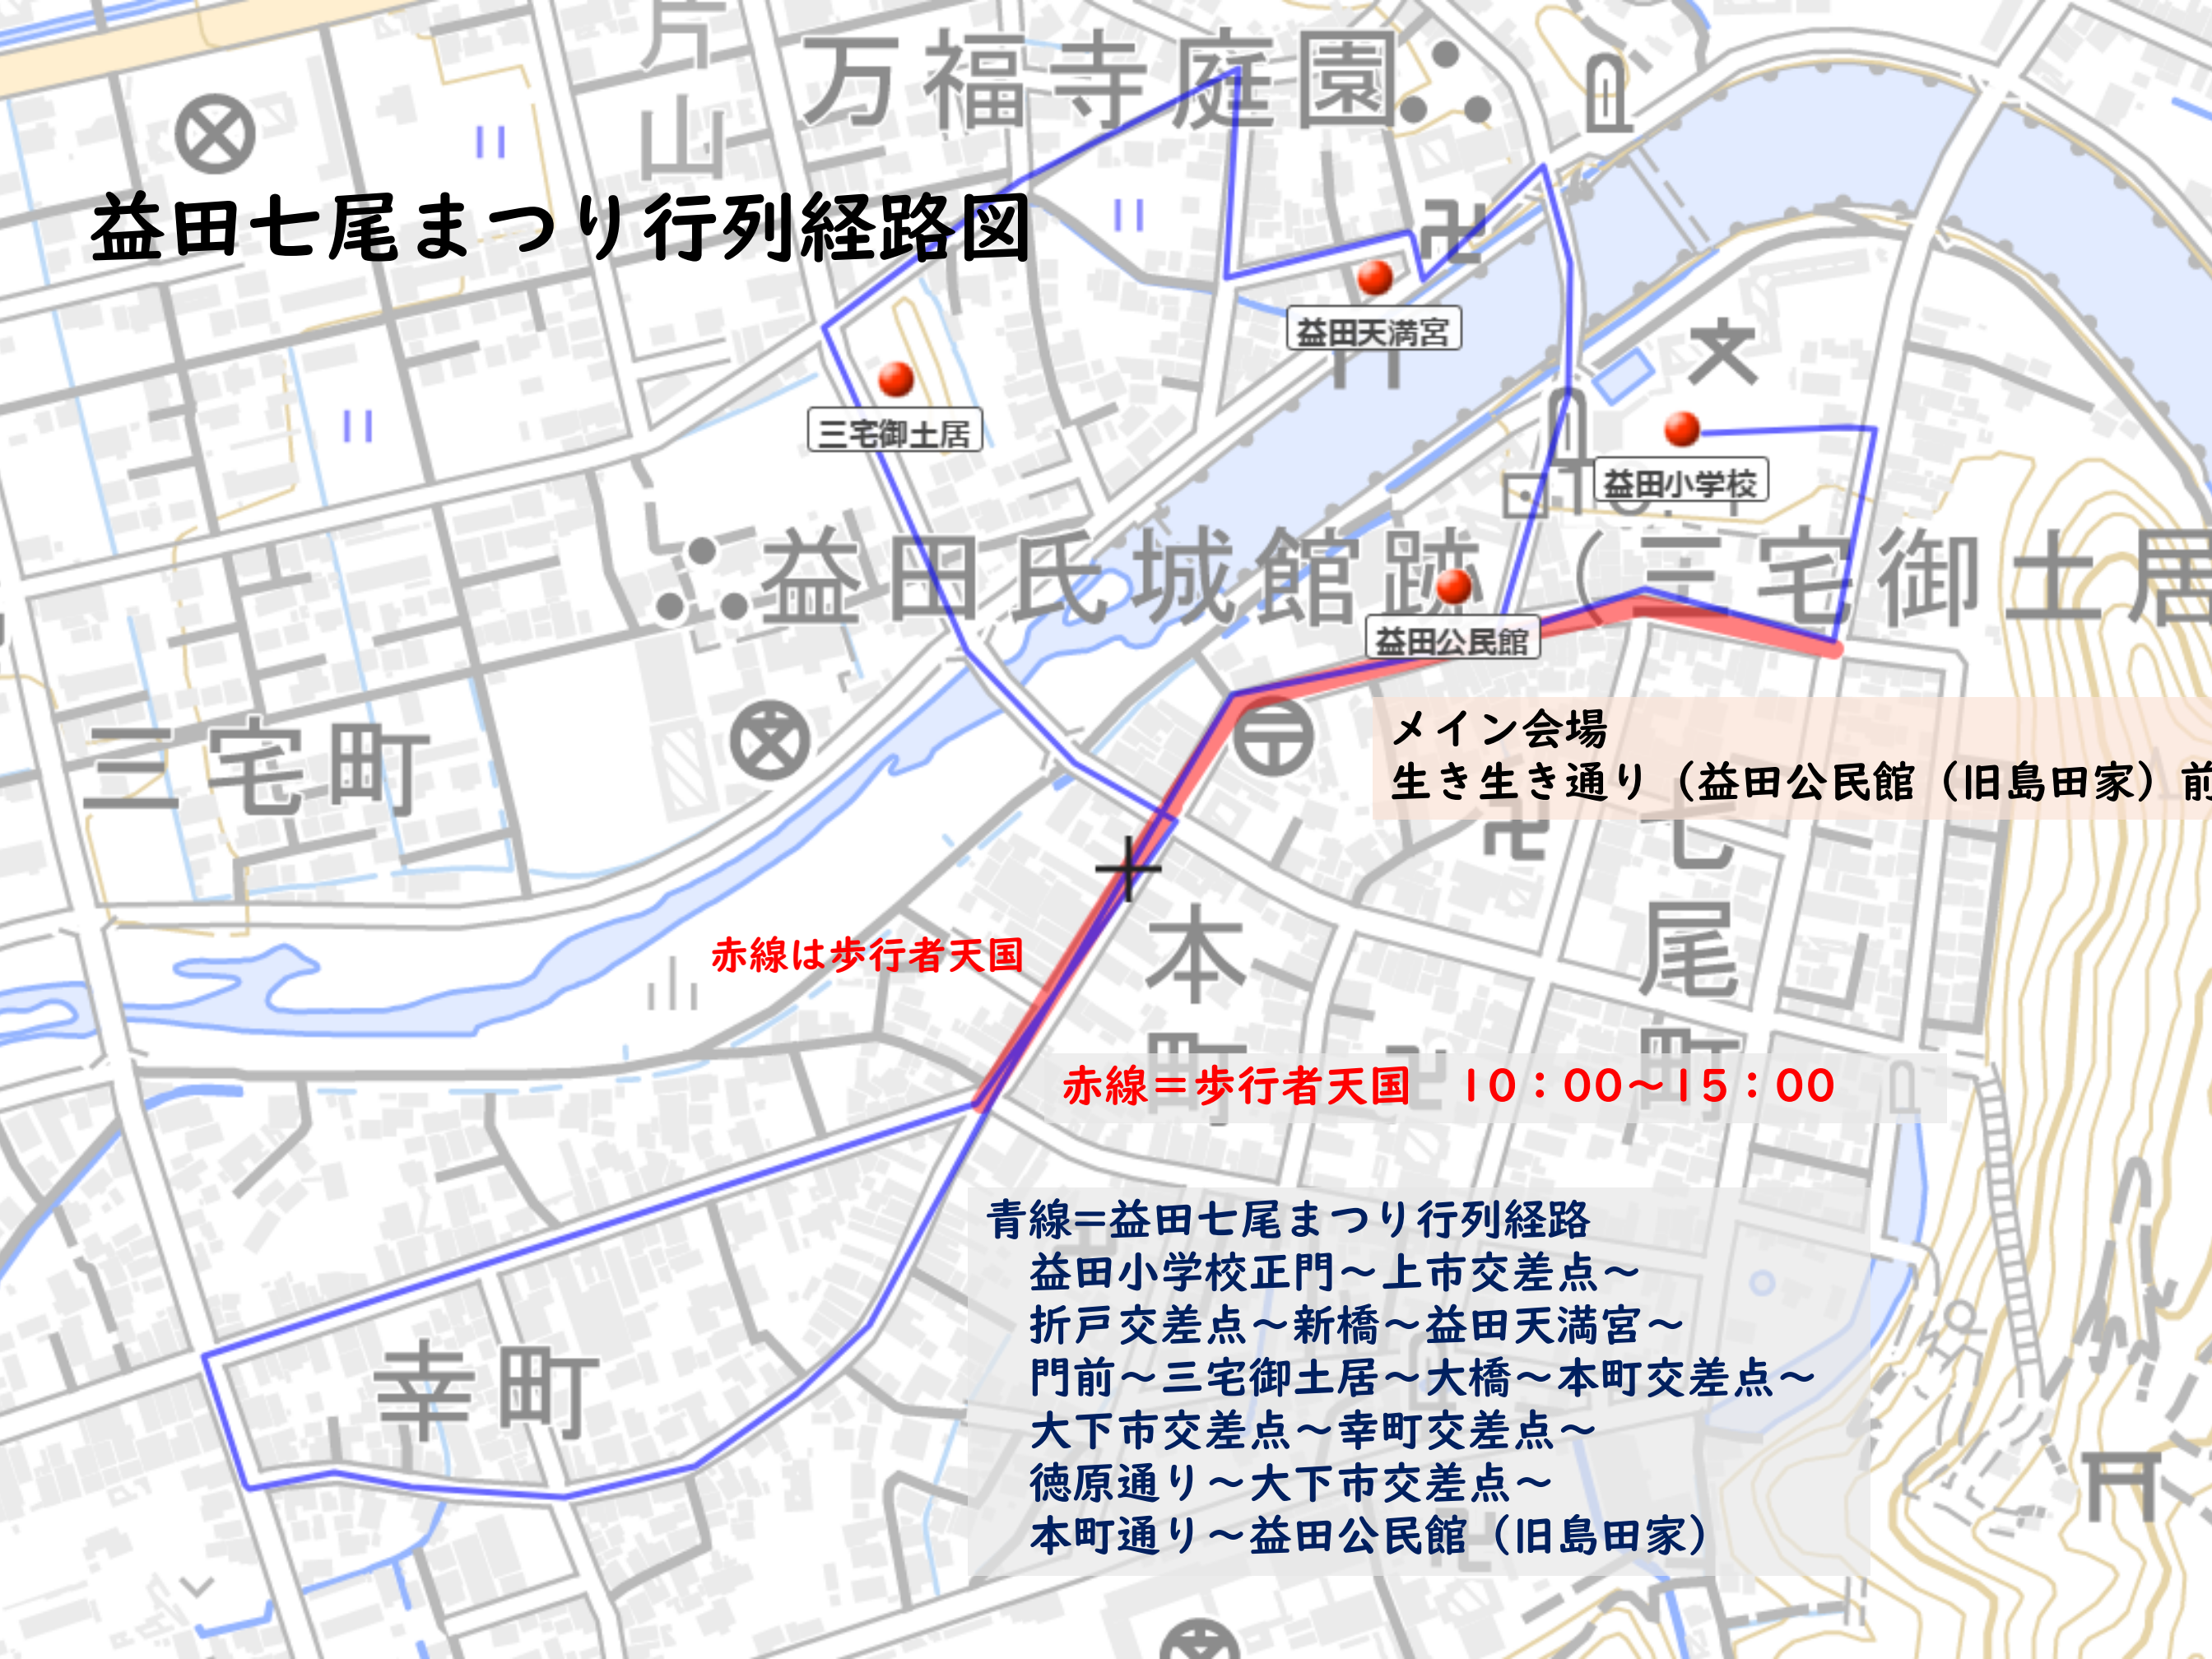 片山
万福寺庭園
益田七尾まつり行列経路図
益田天満宮
三宅御土居
益田小学校
益田氏城館跡（三宅御土居
益田公民館
三宅町
メイン会場
生き生き通り（益田公民館（旧島田家）前
七尾町
本町
赤線は歩行者天国
赤線＝歩行者天国　10：00～15：00
青線=益田七尾まつり行列経路
益田小学校正門～上市交差点～
折戸交差点～新橋～益田天満宮～
門前～三宅御土居～大橋～本町交差点～
大下市交差点～幸町交差点～
徳原通り～大下市交差点～
本町通り～益田公民館（旧島田家）
幸町